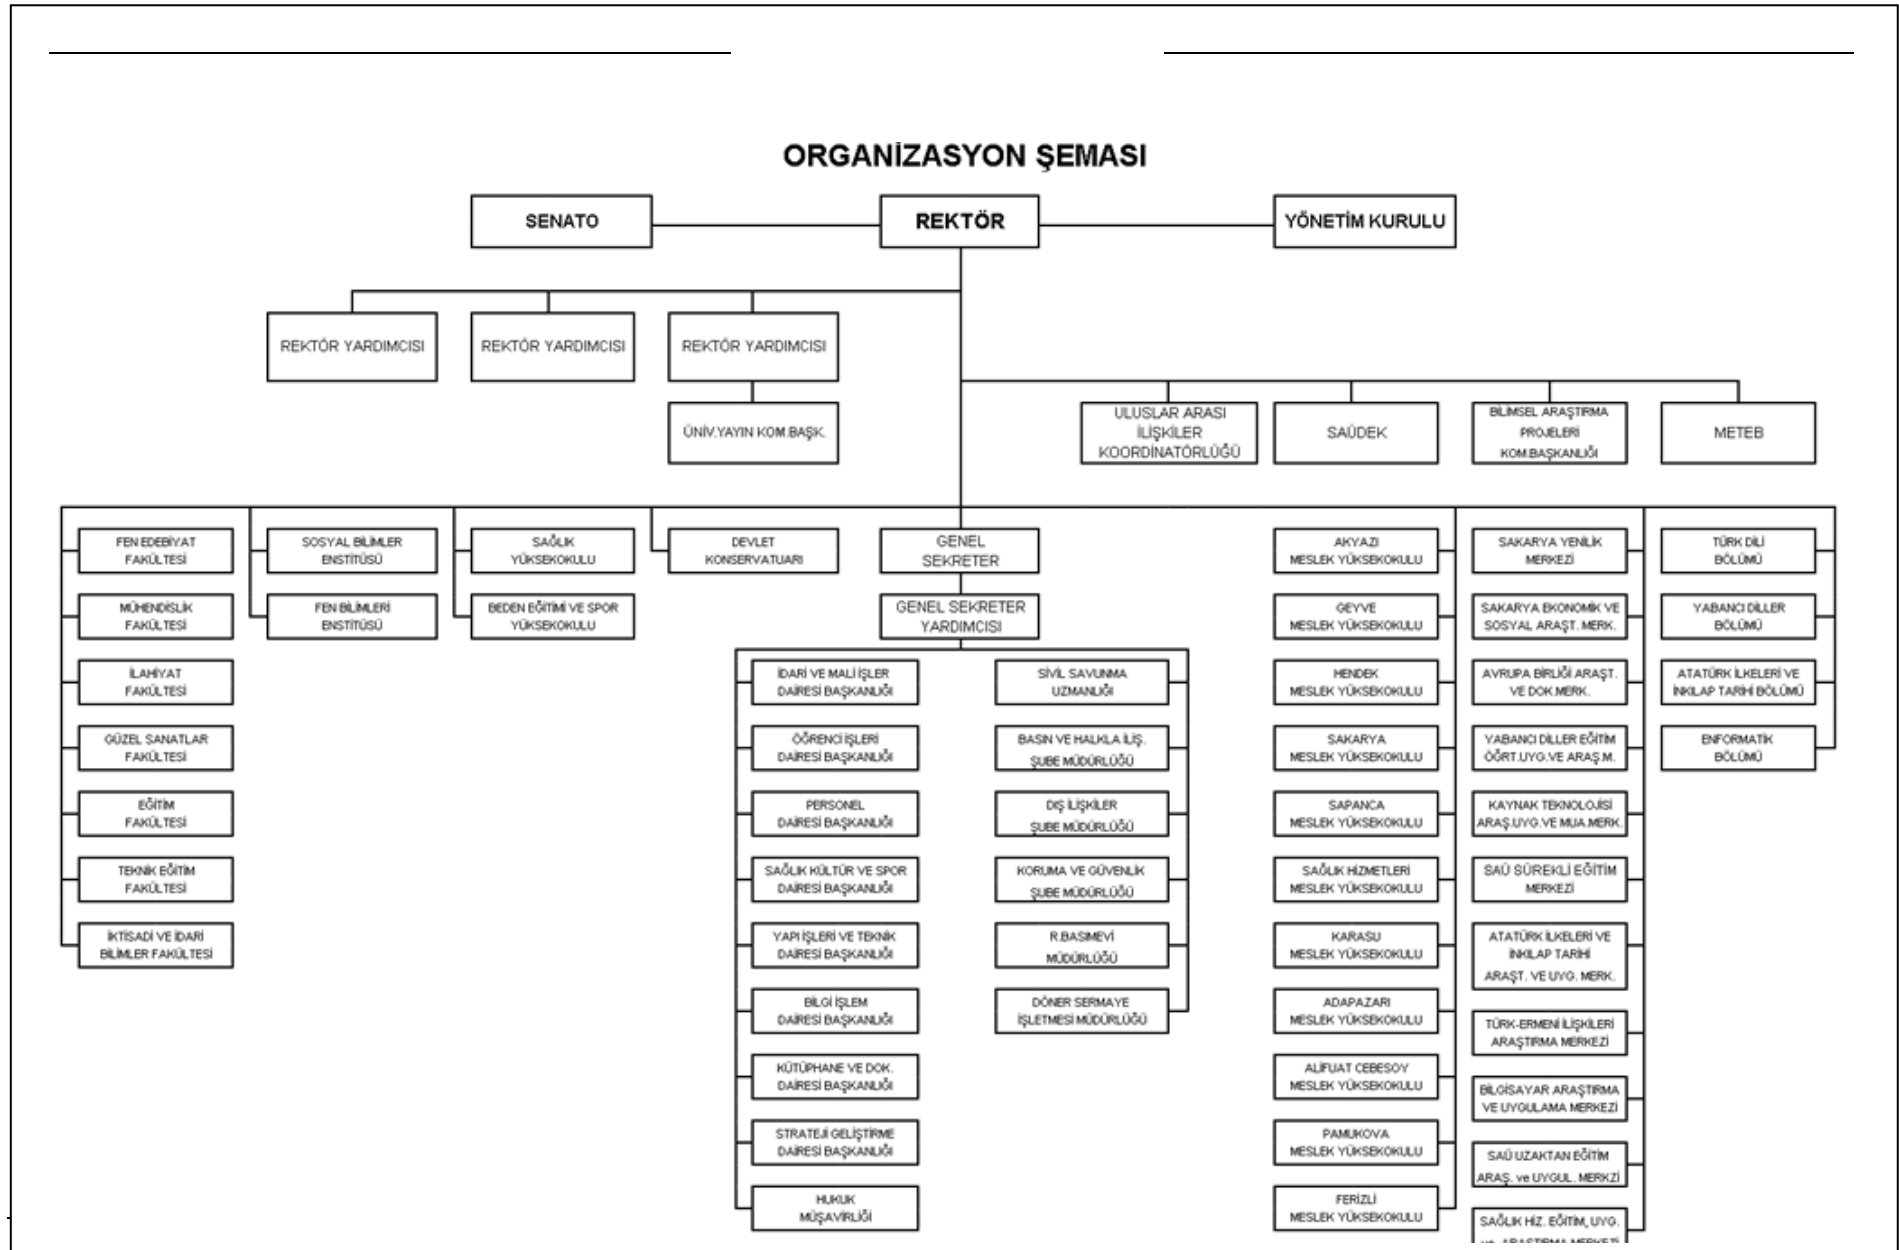 ORGANİZASYON ŞEMASI
SENATO
REKTÖR
YÖNETİM KURULU
REKTÖR YARDIMCISI
REKTÖR YARDIMCISI
REKTÖR YARDIMCISI
ÜNİV.YAYIN KOM.BAŞK.
ULUSLAR ARASI
İLİŞKİLER
KOORDİNATÖRLÜĞÜ
SAÜDEK
BİLİMSEL ARAŞTIRMA
PROJELERİ
KOM.BAŞKANLIĞI
METEB
FEN EDEBİYAT
FAKÜLTESİ
MÜHENDİSLİK
FAKÜLTESİ
İLAHİYAT
FAKÜLTESİ
GÜZEL SANATLAR
FAKÜLTESİ
EĞİTİM
FAKÜLTESİ
TEKNİK EĞİTİM
FAKÜLTESİ
İKTİSADİ VE İDARİ
BİLİMLER FAKÜLTESİ
SOSYAL BİLİMLER
ENSTİTÜSÜ
FEN BİLİMLERİ
ENSTİTÜSÜ
SAĞLIK
YÜKSEKOKULU
BEDEN EĞİTİMİ VE SPOR
YÜKSEKOKULU
DEVLET
KONSERVATUARI
GENEL
SEKRETER
GENEL SEKRETER
YARDIMCISI
İDARİ VE MALİ İŞLER
DAİRESİ BAŞKANLIĞI
ÖĞRENCİ İŞLERİ
DAİRESİ BAŞKANLIĞI
PERSONEL
DAİRESİ BAŞKANLIĞI
SAĞLIK KÜLTÜR VE SPOR
DAİRESİ BAŞKANLIĞI
YAPI İŞLERİ VE TEKNİK
DAİRESİ BAŞKANLIĞI
BİLGİ İŞLEM
DAİRESİ BAŞKANLIĞI
KÜTÜPHANE VE DOK.
DAİRESİ BAŞKANLIĞI
STRATEJİ GELİŞTİRME
DAİRESİ BAŞKANLIĞI
HUKUK
MÜŞAVİRLİĞİ
SİVİL SAVUNMA
UZMANLIĞI
BASIN VE HALKLA İLİŞ.
ŞUBE MÜDÜRLÜĞÜ
DIŞ İLİŞKİLER
ŞUBE MÜDÜRLÜĞÜ
KORUMA VE GÜVENLİK
ŞUBE MÜDÜRLÜĞÜ
R.BASIMEVİ
MÜDÜRLÜĞÜ
DÖNER SERMAYE
İŞLETMESİ MÜDÜRLÜĞÜ
AKYAZI
MESLEK YÜKSEKOKULU
GEYVE
MESLEK YÜKSEKOKULU
HENDEK
MESLEK YÜKSEKOKULU
SAKARYA
MESLEK YÜKSEKOKULU
SAPANCA
MESLEK YÜKSEKOKULU
SAĞLIK HİZMETLERİ
MESLEK YÜKSEKOKULU
KARASU
MESLEK YÜKSEKOKULU
ADAPAZARI
MESLEK YÜKSEKOKULU
ALİFUAT CEBESOY
MESLEK YÜKSEKOKULU
PAMUKOVA
MESLEK YÜKSEKOKULU
FERİZLİ
MESLEK YÜKSEKOKULU
SAKARYA YENİLİK
MERKEZİ
SAKARYA EKONOMİK VE
SOSYAL ARAŞT. MERK.
AVRUPA BİRLİĞİ ARAŞT.
VE DOK.MERK.
YABANCI DİLLER EĞİTİM
ÖĞRT.UYG.VE ARAŞ.M.
KAYNAK TEKNOLOJİSİ
ARAŞ.UYG.VE MUA.MERK.
SAÜ SÜREKLİ EĞİTİM
MERKEZİ
ATATÜRK İLKELERİ VE
İNKILAP TARİHİ
ARAŞT. VE UYG. MERK.
TÜRK-ERMENİ İLİŞKİLERİ
ARAŞTIRMA MERKEZİ
BİLGİSAYAR ARAŞTIRMA
VE UYGULAMA MERKEZİ
SAÜ UZAKTAN EĞİTİM
ARAŞ. ve UYGUL. MERKZİ
SAĞLIK HİZ. EĞİTİM, UYG.
ve. ARAŞTIRMA MERKEZİ
TÜRK DİLİ
BÖLÜMÜ
YABANCI DİLLER
BÖLÜMÜ
ATATÜRK İLKELERİ VE
İNKILAP TARİHİ BÖLÜMÜ
ENFORMATİK
BÖLÜMÜ